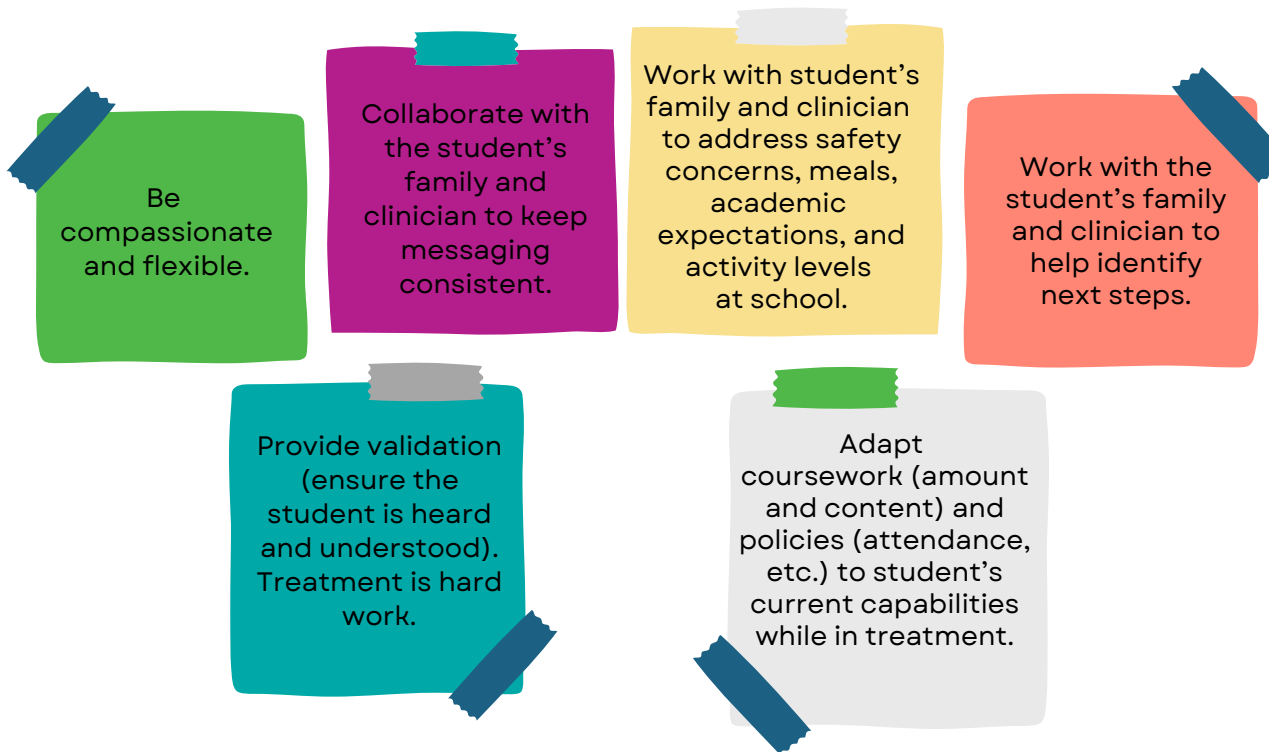 Be
compassionate
and flexible.
Collaborate with
the student’s
family and
clinician to keep
messaging
consistent.
Work with student’s
family and clinician
to address safety
concerns, meals,
academic
expectations, and
activity levels
at school.
Work with the
student’s family
and clinician to
help identify
next steps.
Provide validation
(ensure the
student is heard
and understood).
Treatment is hard
work.
Adapt
coursework (amount
and content) and
policies (attendance,
etc.) to student’s
current capabilities
while in treatment.